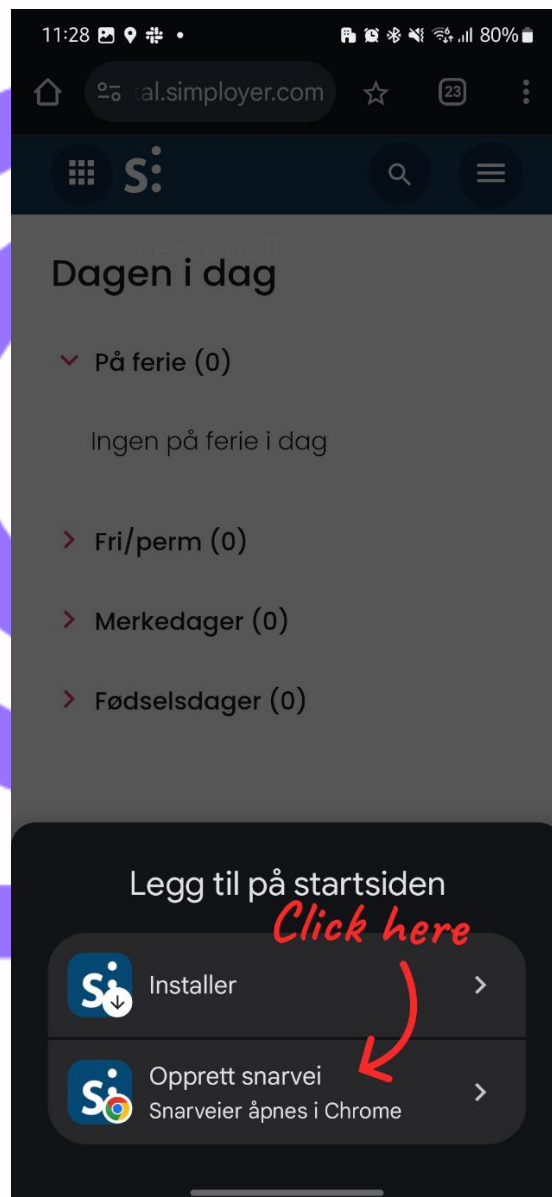 11:28 80%
al.simployer.com 23
S
Personell
Dagen i dag
På ferie (0)
Ingen på ferie i dag
Fri/perm (0)
Merkedager (0)
Fødselsdager (0)
Legg til på startsiden
Click here
Installer
Opprett snarvei
Snarveier åpnes i Chrome